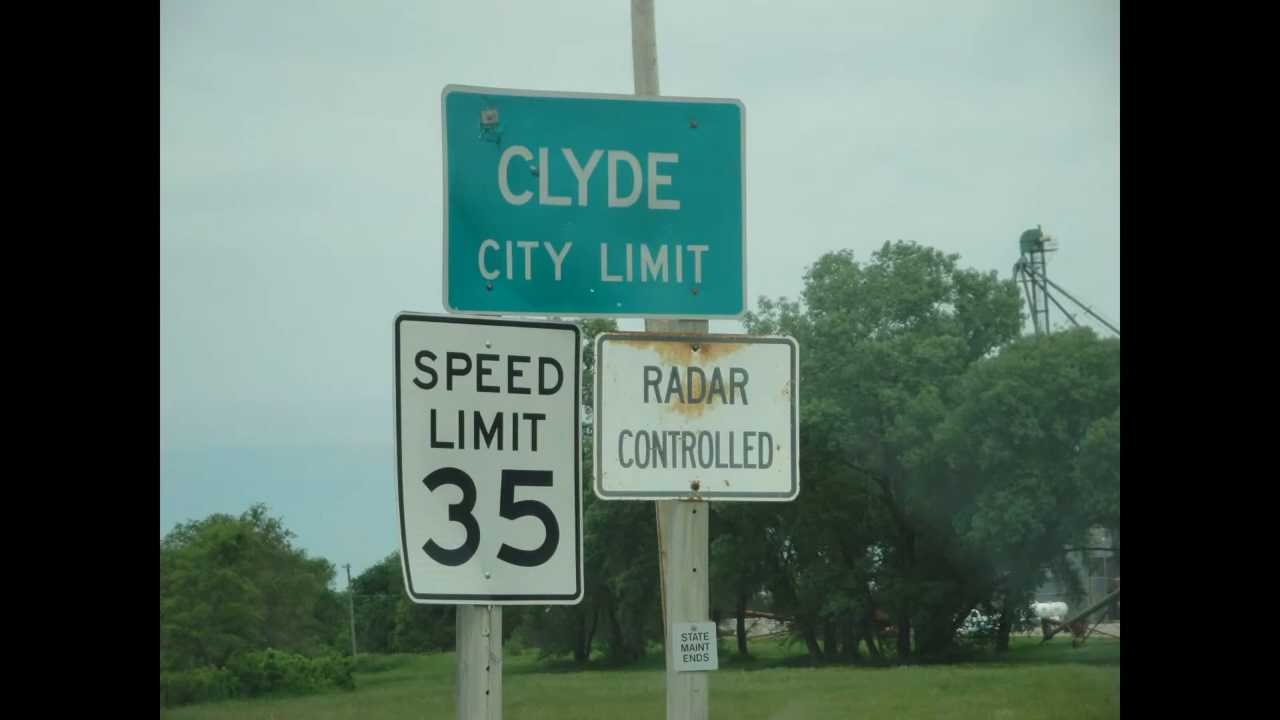 CLYDE
CITY LIMIT
SPEED
LIMIT
35
RADAR
CONTROLLED
STATE
MAINT
ENDS